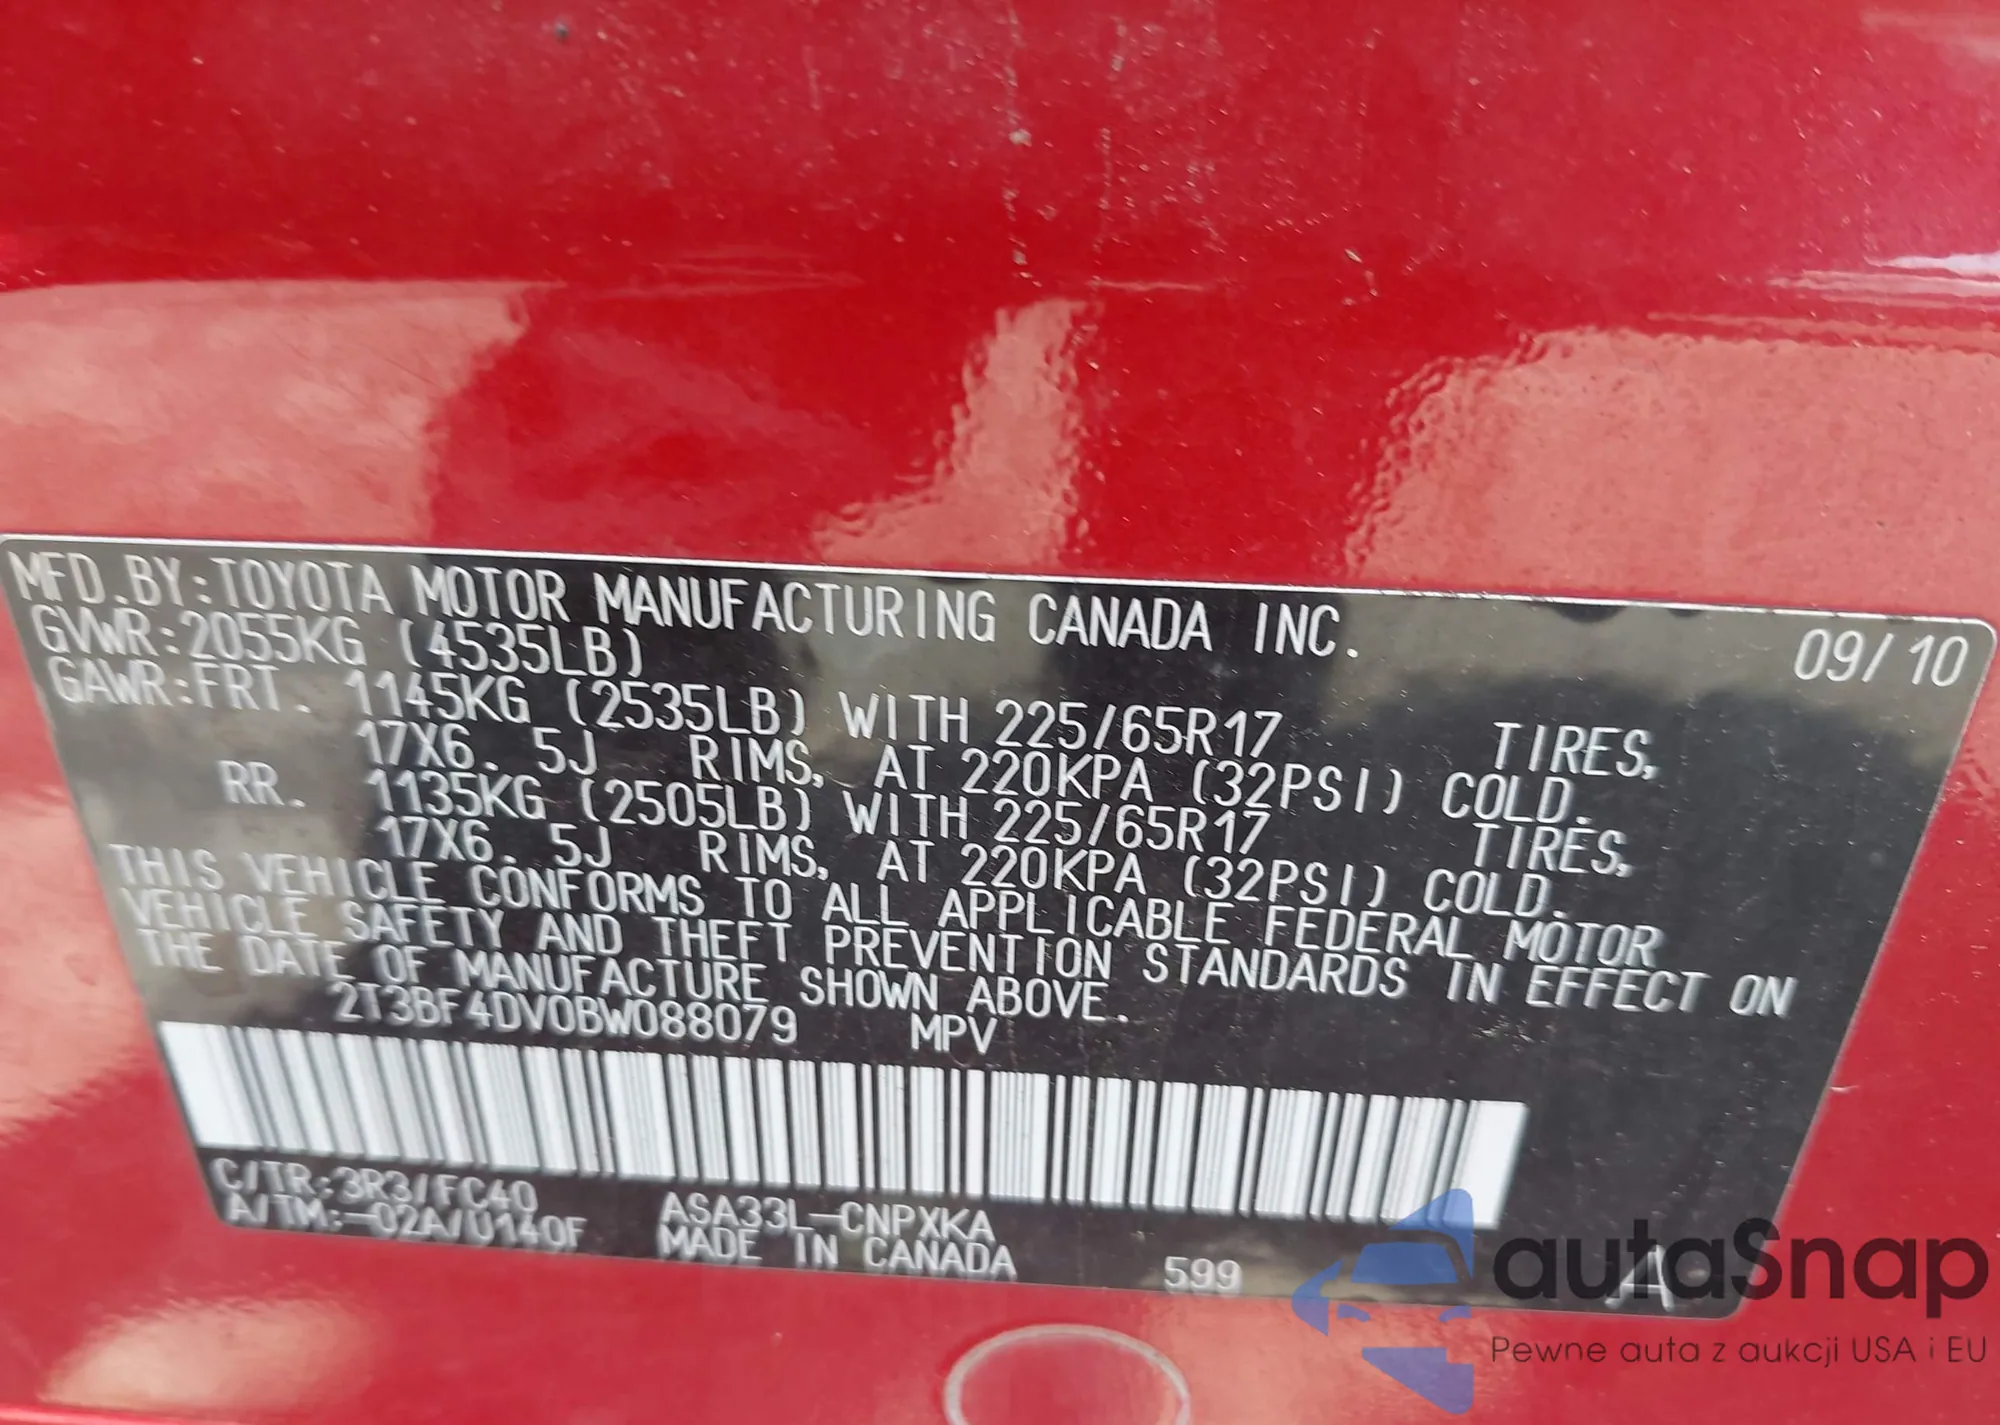 MFD.BY:TOYOTA MOTOR MANUFACTURING CANADA INC. 09/10
GVWR:2055KG (4535LB)
GAWR:FRT. 1145KG (2535LB) WITH 225/65R17 TIRES,
17X6.5J RIMS, AT 220KPA (32PSI) COLD.
RR. 1135KG (2505LB) WITH 225/65R17 TIRES,
17X6.5J RIMS, AT 220KPA (32PSI) COLD.
THIS VEHICLE CONFORMS TO ALL APPLICABLE FEDERAL MOTOR
VEHICLE SAFETY AND THEFT PREVENTION STANDARDS IN EFFECT ON
THE DATE OF MANUFACTURE SHOWN ABOVE.
2T3BF4DV0BW088079 MPV
C/TR:3R3/FC40 ASA33L-CNPXKA
A/TM:-02A/U140F MADE IN CANADA 599 A
autaSnap
Pewne auta z aukcji USA i EU